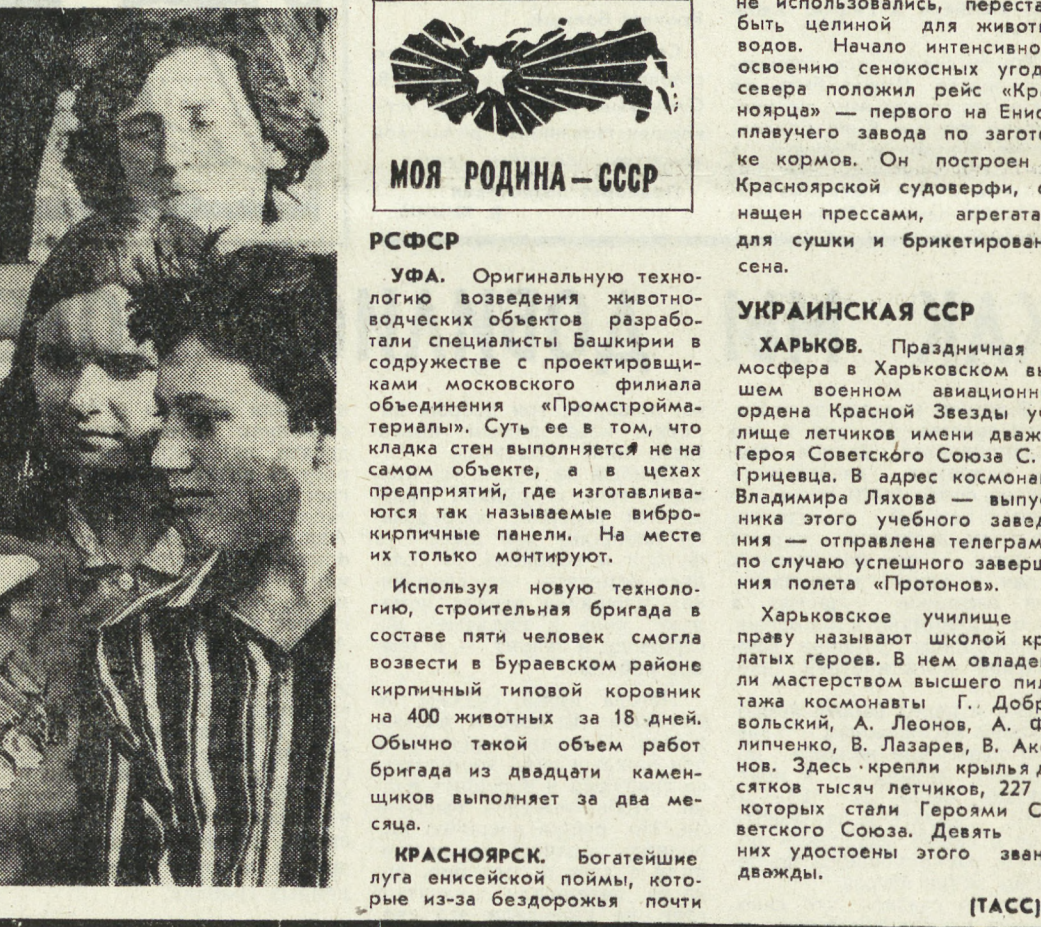 МОЯ РОДИНА — СССР
РСФСР
УФА. Оригинальную техно-
логию возведения животно-
водческих объектов разрабо-
тали специалисты Башкирии в
содружестве с проектировщи-
ками московского филиала
объединения «Промстройма-
териалы». Суть ее в том, что
кладка стен выполняется не на
самом объекте, а в цехах
предприятий, где изготавлива-
ются так называемые вибро-
кирпичные панели. На месте
их только монтируют.
Используя новую техноло-
гию, строительная бригада в
составе пяти человек смогла
возвести в Бураевском районе
кирпичный типовой коровник
на 400 животных за 18 дней.
Обычно такой объем работ
бригада из двадцати камен-
щиков выполняет за два ме-
сяца.
КРАСНОЯРСК. Богатейшие
луга енисейской поймы, кото-
рые из-за бездорожья почти
не использовались, переста
быть целиной для животн
водов. Начало интенсивно
освоению сенокосных угод
севера положил рейс «Кра
ноярца» — первого на Енис
плавучего завода по загото
ке кормов. Он построен
Красноярской судоверфи, о
нащен прессами, агрегата
для сушки и брикетирован
сена.
УКРАИНСКАЯ ССР
ХАРЬКОВ. Праздничная
мосфера в Харьковском вы
шем военном авиационн
ордена Красной Звезды уч
лище летчиков имени дваж
Героя Советского Союза С.
Грицевца. В адрес космона
Владимира Ляхова — выпу
ника этого учебного завед
ния — отправлена телеграм
по случаю успешного заверш
ния полета «Протонов».
Харьковское училище
праву называют школой кр
латых героев. В нем овладе
ли мастерством высшего пил
тажа космонавты Г. Добр
вольский, А. Леонов, А. Ф
липченко, В. Лазарев, В. Акс
нов. Здесь крепли крылья д
сятков тысяч летчиков, 227
которых стали Героями С
ветского Союза. Девять
них удостоены этого зван
дважды.
(ТАСС)